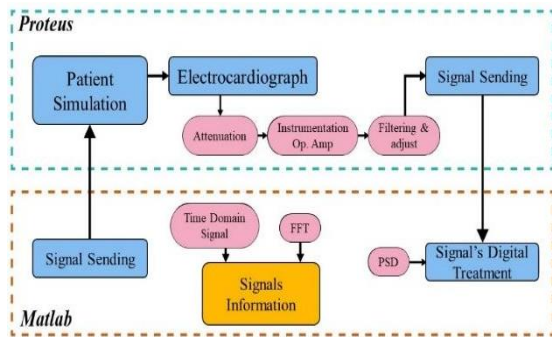 Proteus
Patient
Simulation
Electrocardiograph
Signal Sending
Attenuation
Instrumentation
Op. Amp
Filtering &
adjust
Time Domain
Signal
FFT
Signal Sending
Signals
Information
PSD
Signal's Digital
Treatment
Matlab